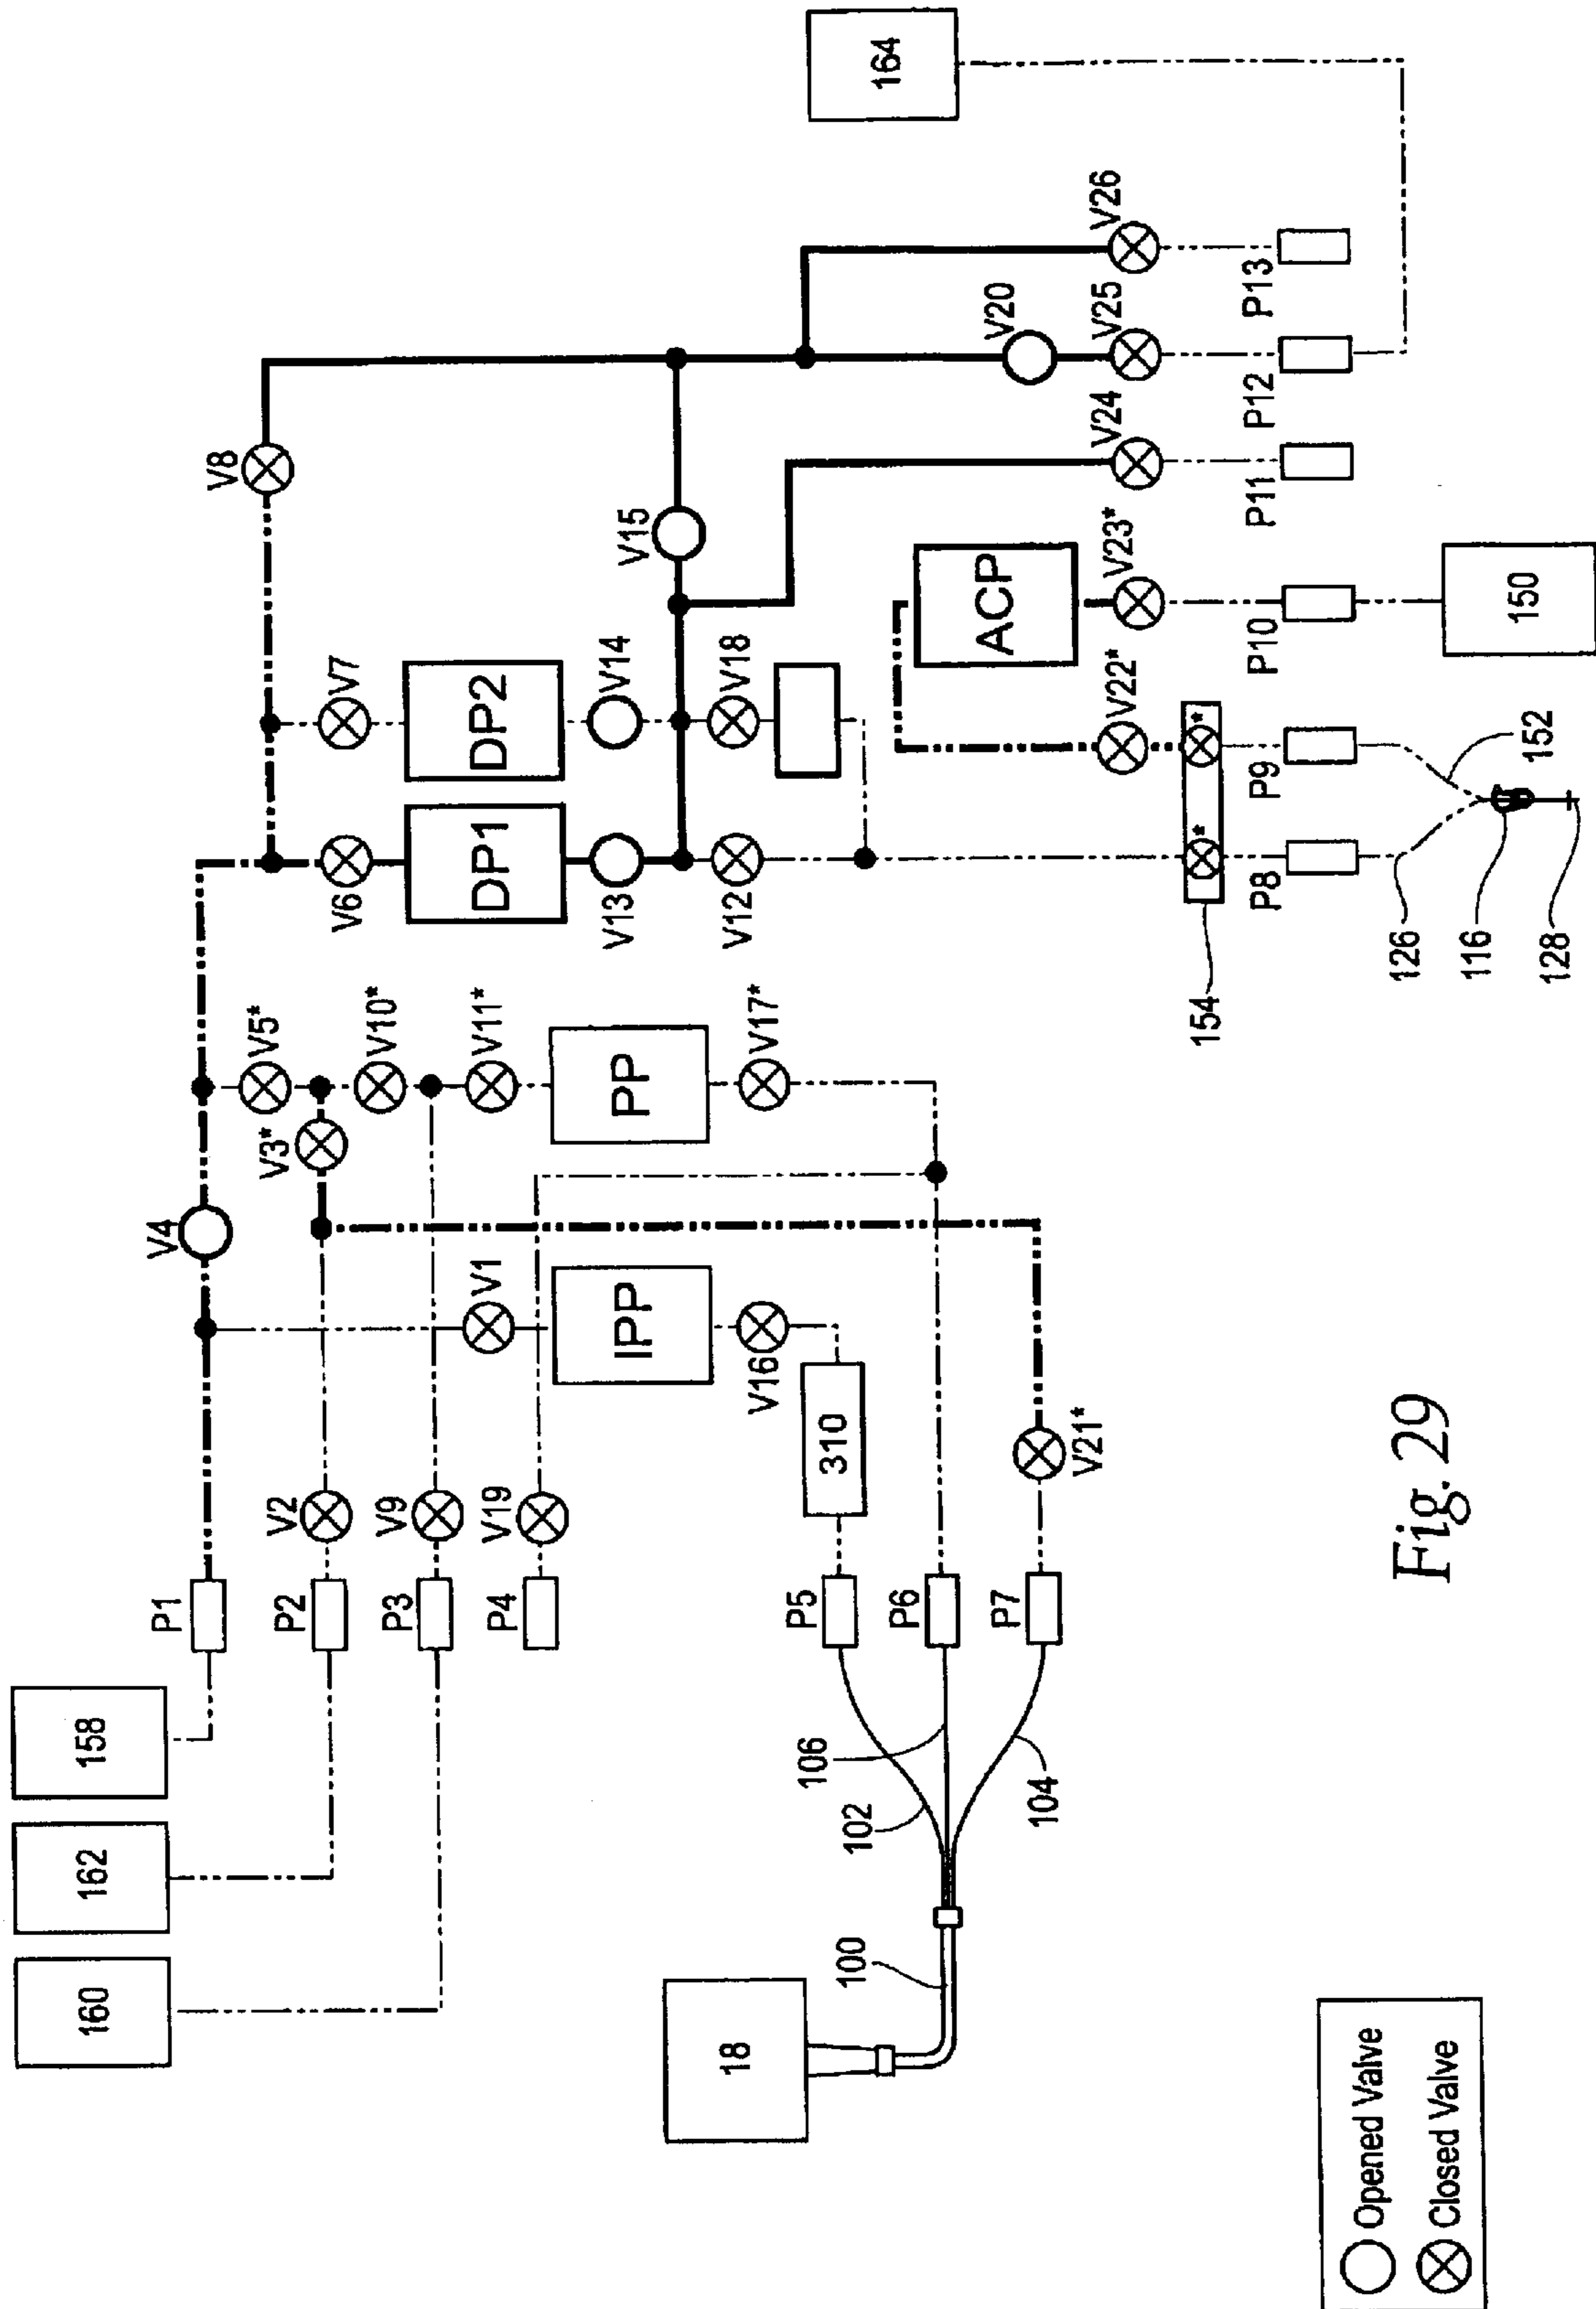 164
V8
V26
V20
V25
P13
V15
V24
P12
V7
DP2
V14
V18
ACP
V23*
P11
V22*
P10
150
V6
DP1
V13
V12
*
*
P9
P8
152
154
126
116
128
V5*
V10*
V11*
PP
V17*
V3*
V4
V1
IPP
V16
310
V21*
V2
V9
V19
P1
P2
P3
P4
P5
P6
P7
158
162
160
102
106
104
100
18
Opened Valve
Closed Valve
Fig. 29